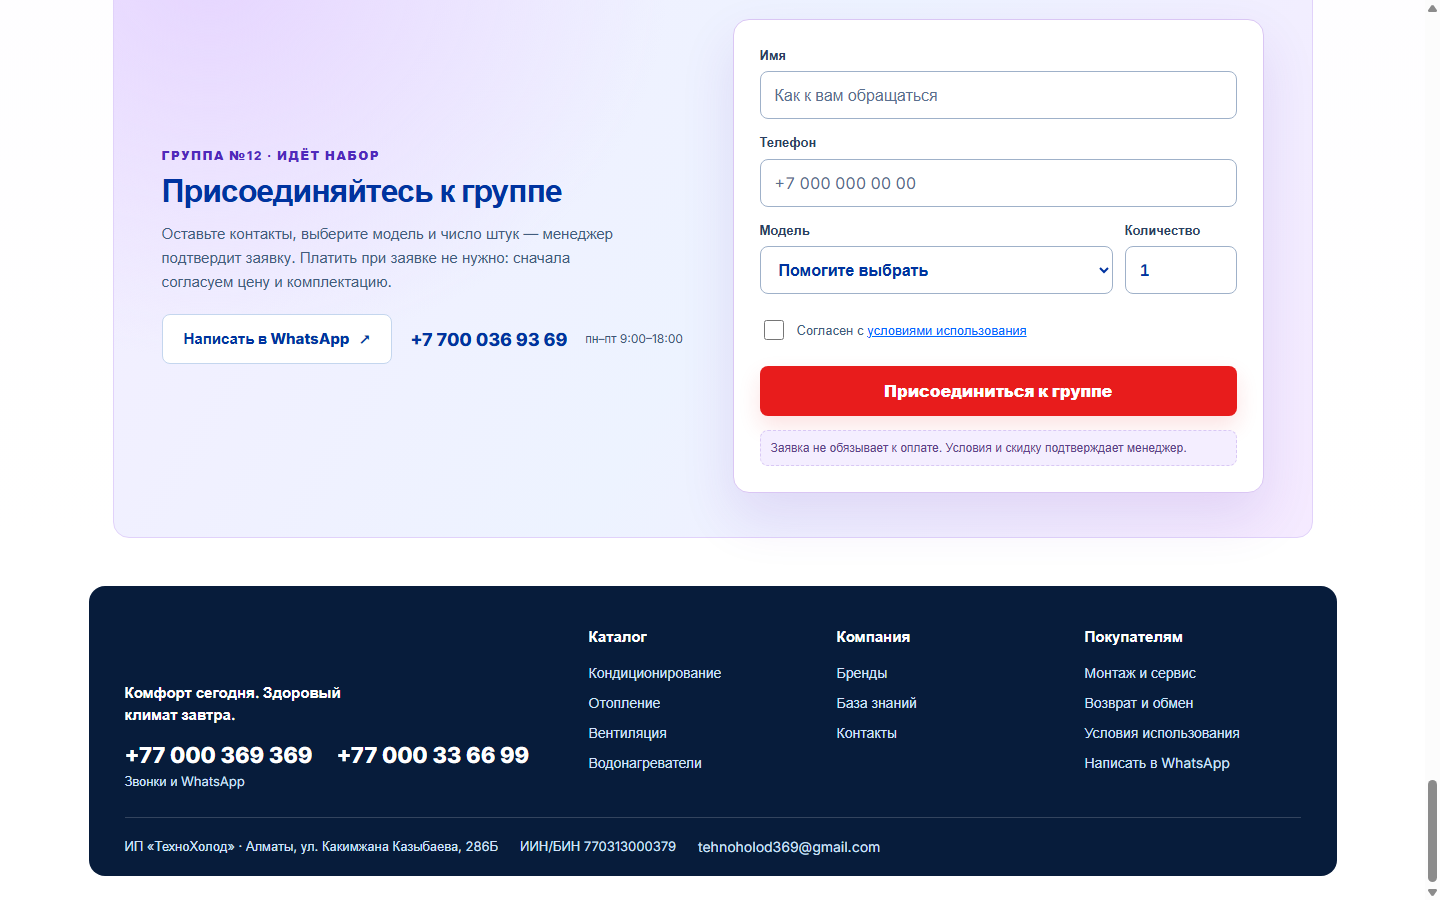 ГРУППА №12 · ИДЁТ НАБОР
Присоединяйтесь к группе
Оставьте контакты, выберите модель и число штук — менеджер
подтвердит заявку. Платить при заявке не нужно: сначала
согласуем цену и комплектацию.
Написать в WhatsApp ↗
+7 700 036 93 69
пн–пт 9:00–18:00
Имя
Как к вам обращаться
Телефон
+7 000 000 00 00
Модель
Количество
Помогите выбрать
1
Согласен с условиями использования
Присоединиться к группе
Заявка не обязывает к оплате. Условия и скидку подтверждает менеджер.
Комфорт сегодня. Здоровый
климат завтра.
+77 000 369 369
+77 000 33 66 99
Звонки и WhatsApp
Каталог
Кондиционирование
Отопление
Вентиляция
Водонагреватели
Компания
Бренды
База знаний
Контакты
Покупателям
Монтаж и сервис
Возврат и обмен
Условия использования
Написать в WhatsApp
ИП «ТехноХолод» · Алматы, ул. Какимжана Казыбаева, 286Б
ИИН/БИН 770313000379
tehnoholod369@gmail.com